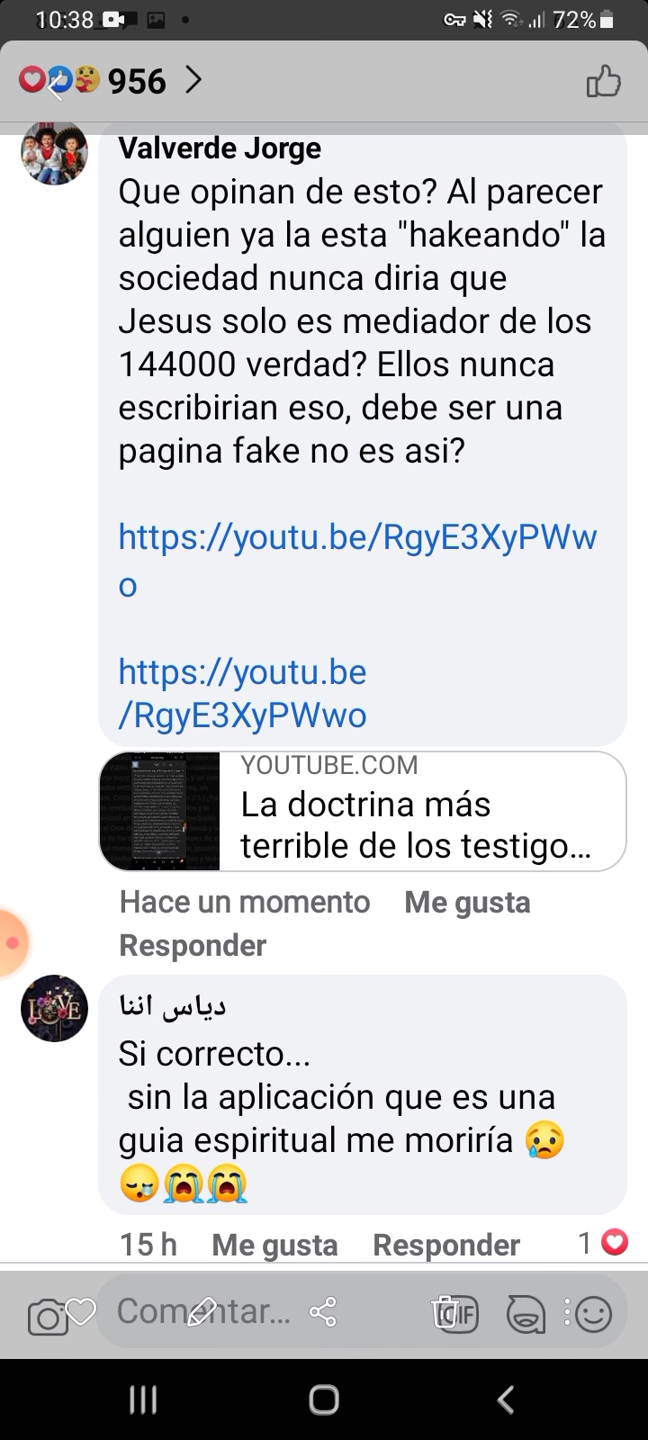 10:38
72%
956
Valverde Jorge
Que opinan de esto? Al parecer
alguien ya la esta "hakeando" la
sociedad nunca diria que
Jesus solo es mediador de los
144000 verdad? Ellos nunca
escribirian eso, debe ser una
pagina fake no es asi?
https://youtu.be/RgyE3XyPWw
o
https://youtu.be
/RgyE3XyPWwo
YOUTUBE.COM
La doctrina más
terrible de los testigo...
Hace un momento Me gusta
Responder
LOVE
دياس اننا
Si correcto...
sin la aplicación que es una
guia espiritual me moriría 😢
😪😭😭
15 h Me gusta Responder 1
Comentar... GIF